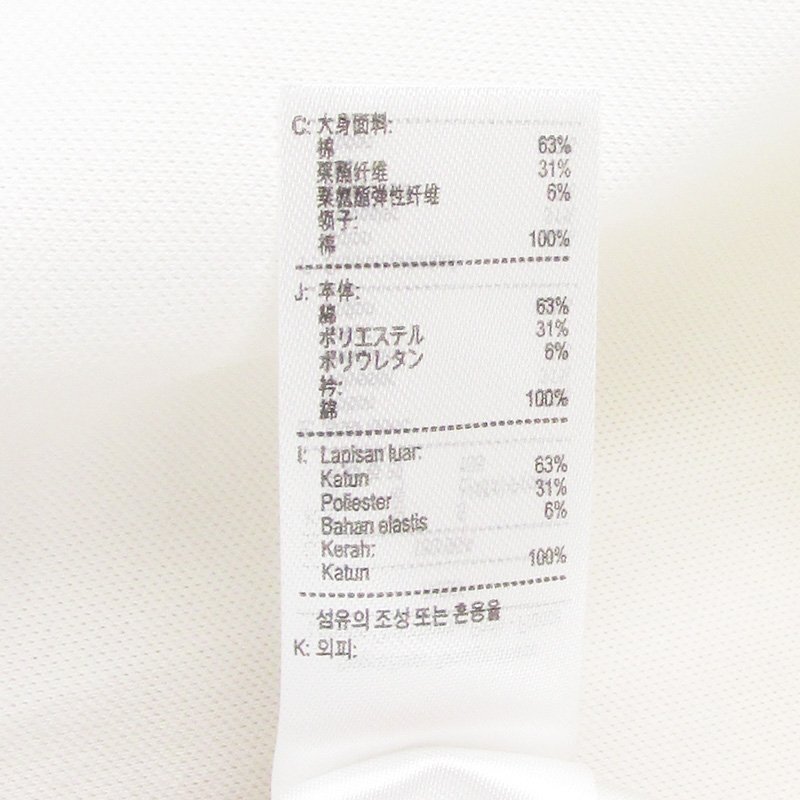 C: 大身面料:
棉 63%
聚酯纤维 31%
聚氨酯弹性纤维 6%
领子:
棉 100%
J: 本体:
綿 63%
ポリエステル 31%
ポリウレタン 6%
衿:
綿 100%
I: Lapisan luar:
Katun 63%
Poliester 31%
Bahan elastis 6%
Kerah:
Katun 100%
섬유의 조성 또는 혼용율
K: 의피: